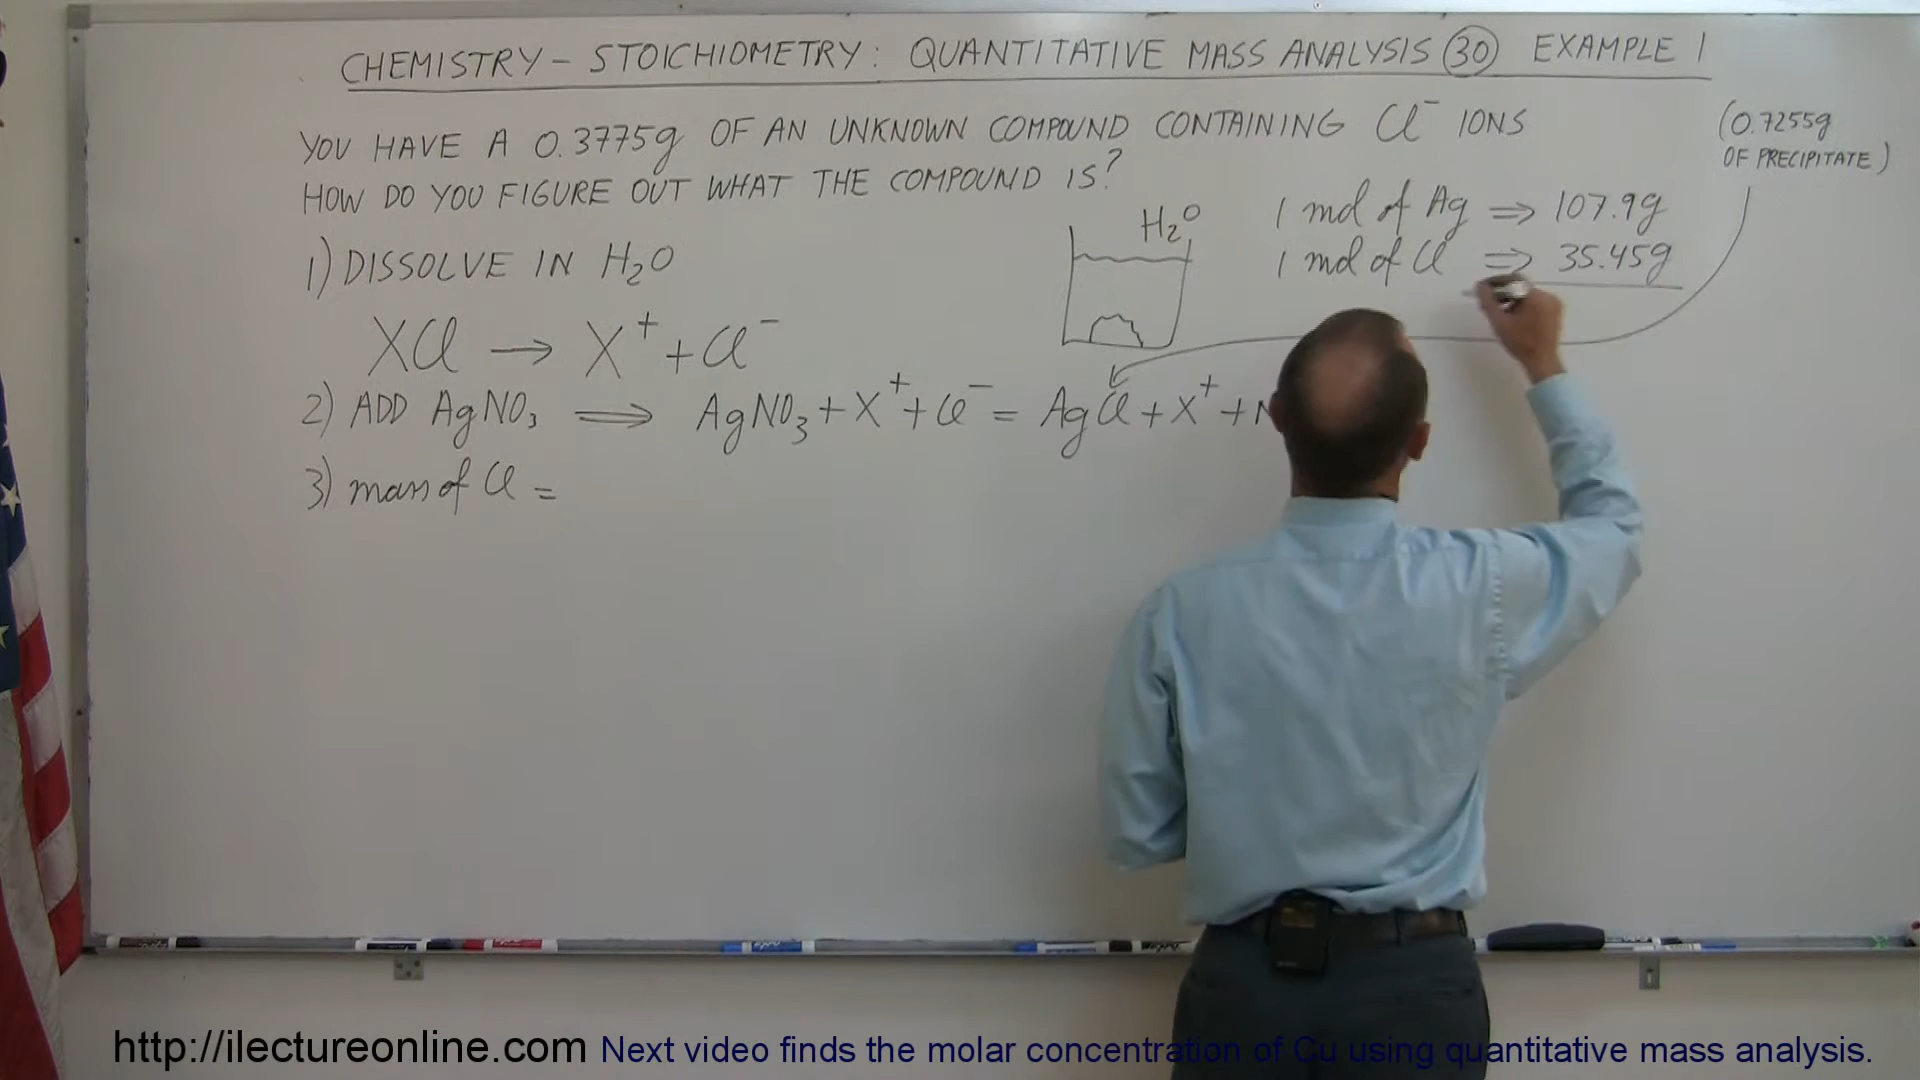 CHEMISTRY - STOICHIOMETRY: QUANTITATIVE MASS ANALYSIS 30 EXAMPLE 1
YOU HAVE A 0.3775g OF AN UNKNOWN COMPOUND CONTAINING Cl⁻ IONS
HOW DO YOU FIGURE OUT WHAT THE COMPOUND IS?
(0.7255g
OF PRECIPITATE)
1 mol of Ag ⇒ 107.9g
1 mol of Cl ⇒ 35.45g
H₂O
1) DISSOLVE IN H₂O
XCl → X⁺ + Cl⁻
2) ADD AgNO₃ ⇒ AgNO₃ + X⁺ + Cl⁻ = AgCl + X⁺ + N
3) mass of Cl =
http://ilectureonline.com Next video finds the molar concentration of Cu using quantitative mass analysis.